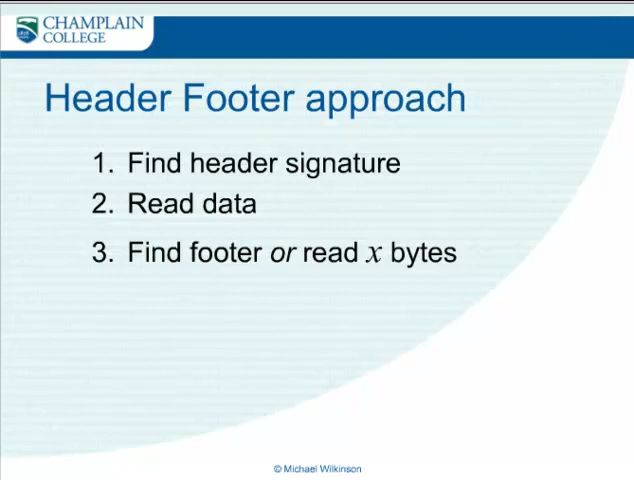 CHAMPLAIN
COLLEGE
Header Footer approach
1. Find header signature
2. Read data
3. Find footer or read x bytes
© Michael Wilkinson